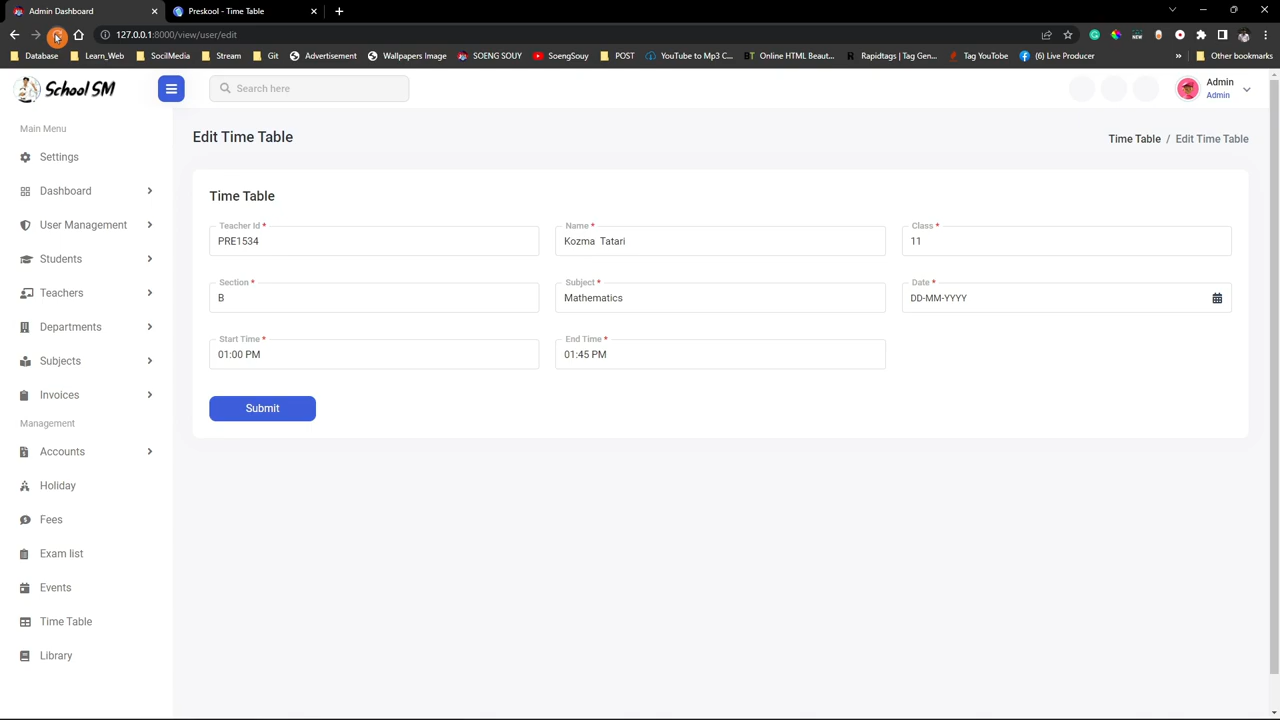 Admin Dashboard
Preskool - Time Table
127.0.0.1:8000/view/user/edit
Database
Learn_Web
SocilMedia
Stream
Git
Advertisement
Wallpapers Image
SOENG SOUY
SoengSouy
POST
YouTube to Mp3 C...
Online HTML Beaut...
Rapidtags | Tag Gen...
Tag YouTube
(6) Live Producer
»
Other bookmarks
School SM
Search here
Admin
Admin
Main Menu
Settings
Dashboard
User Management
Students
Teachers
Departments
Subjects
Invoices
Management
Accounts
Holiday
Fees
Exam list
Events
Time Table
Library
Edit Time Table
Time Table / Edit Time Table
Time Table
Teacher Id *
PRE1534
Name *
Kozma Tatari
Class *
11
Section *
B
Subject *
Mathematics
Date *
DD-MM-YYYY
Start Time *
01:00 PM
End Time *
01:45 PM
Submit